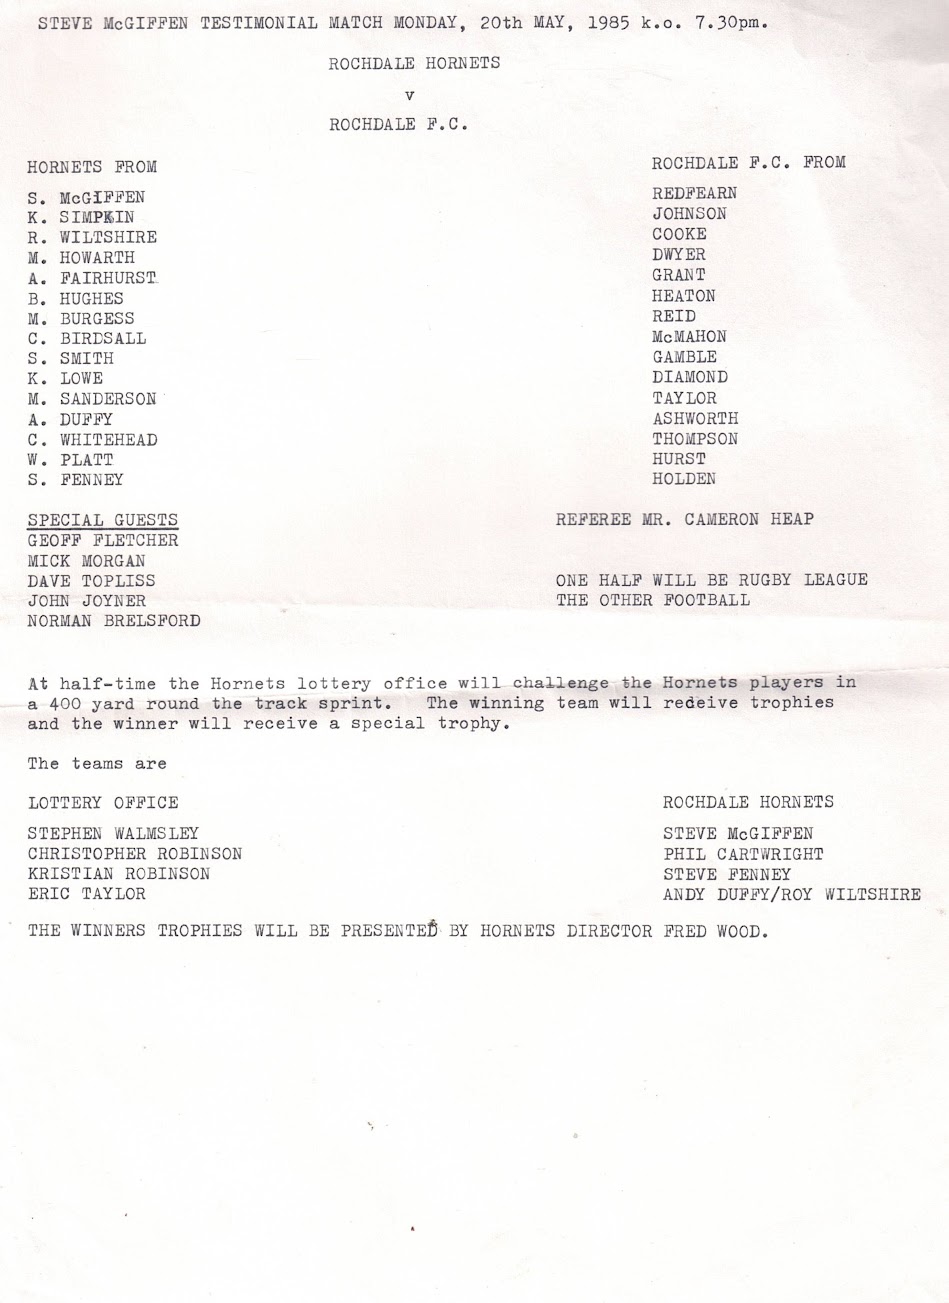 STEVE McGIFFEN TESTIMONIAL MATCH MONDAY, 20th MAY, 1985 k.o. 7.30pm.
ROCHDALE HORNETS
v
ROCHDALE F.C.
HORNETS FROM
S. McGIFFEN
K. SIMPKIN
R. WILTSHIRE
M. HOWARTH
A. FAIRHURST
B. HUGHES
M. BURGESS
C. BIRDSALL
S. SMITH
K. LOWE
M. SANDERSON
A. DUFFY
C. WHITEHEAD
W. PLATT
S. FENNEY
ROCHDALE F.C. FROM
REDFEARN
JOHNSON
COOKE
DWYER
GRANT
HEATON
REID
McMAHON
GAMBLE
DIAMOND
TAYLOR
ASHWORTH
THOMPSON
HURST
HOLDEN
SPECIAL GUESTS
GEOFF FLETCHER
MICK MORGAN
DAVE TOPLISS
JOHN JOYNER
NORMAN BRELSFORD
REFEREE MR. CAMERON HEAP
ONE HALF WILL BE RUGBY LEAGUE
THE OTHER FOOTBALL
At half-time the Hornets lottery office will challenge the Hornets players in
a 400 yard round the track sprint. The winning team will receive trophies
and the winner will receive a special trophy.
The teams are
LOTTERY OFFICE
STEPHEN WALMSLEY
CHRISTOPHER ROBINSON
KRISTIAN ROBINSON
ERIC TAYLOR
ROCHDALE HORNETS
STEVE McGIFFEN
PHIL CARTWRIGHT
STEVE FENNEY
ANDY DUFFY/ROY WILTSHIRE
THE WINNERS TROPHIES WILL BE PRESENTED BY HORNETS DIRECTOR FRED WOOD.